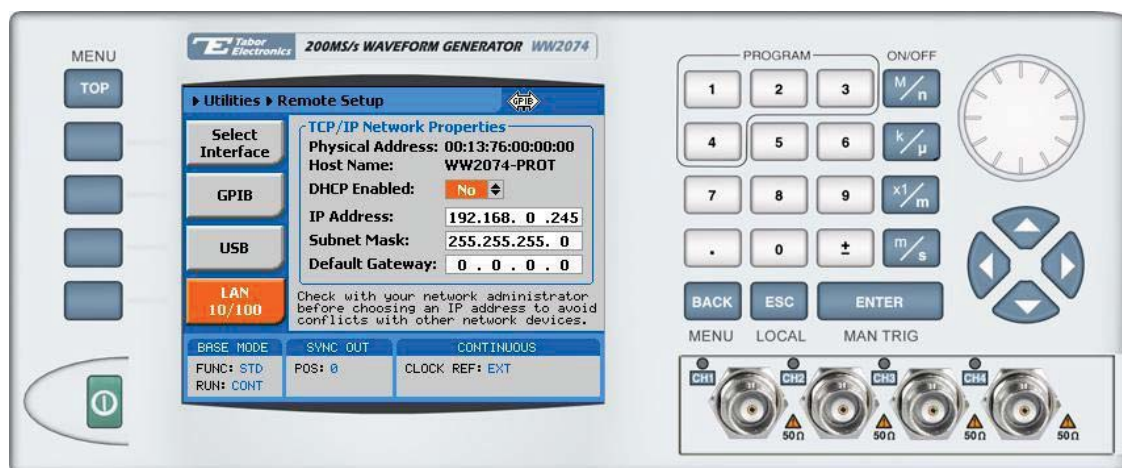 MENU
TOP
Tabor
Electronics
200MS/s WAVEFORM GENERATOR WW2074
Utilities Remote Setup
GPIB
Select
Interface
GPIB
USB
LAN
10/100
TCP/IP Network Properties
Physical Address: 00:13:76:00:00:00
Host Name: WW2074-PROT
DHCP Enabled: No
IP Address: 192.168. 0 .245
Subnet Mask: 255.255.255. 0
Default Gateway: 0 . 0 . 0 . 0
Check with your network administrator
before choosing an IP address to avoid
conflicts with other network devices.
BASE MODE
FUNC: STD
RUN: CONT
SYNC OUT
POS: 0
CONTINUOUS
CLOCK REF: EXT
PROGRAM
ON/OFF
1 2 3 M/n
4 5 6 k/µ
7 8 9 x1/m
. 0 ± m/s
BACK ESC ENTER
MENU LOCAL MAN TRIG
CH1 CH2 CH3 CH4
50Ω 50Ω 50Ω 50Ω